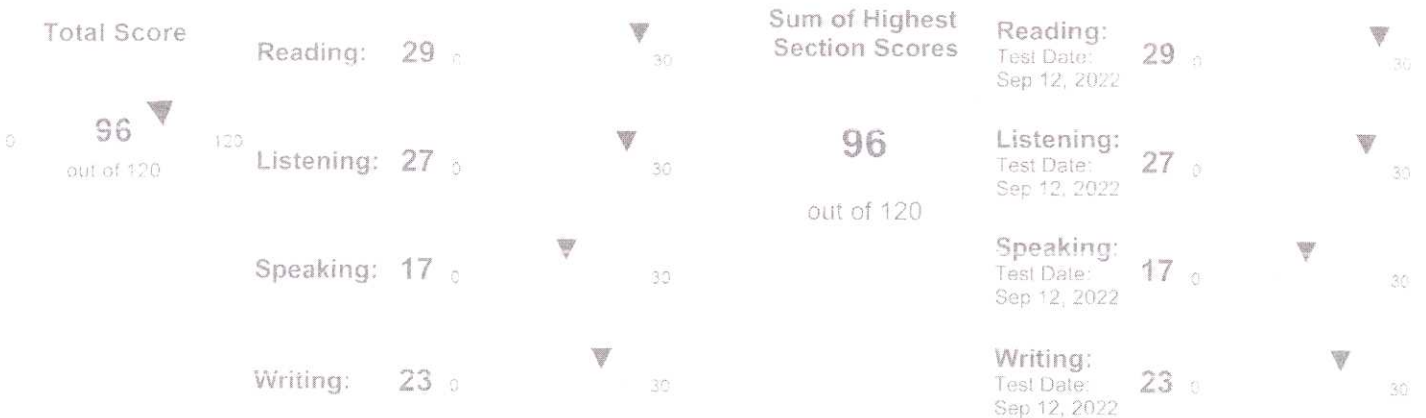 Total Score
96
0 120
out of 120
Reading: 29 0 30
Listening: 27 0 30
Speaking: 17 0 30
Writing: 23 0 30
Sum of Highest
Section Scores
96
out of 120
Reading:
Test Date:
Sep 12, 2022
29 0 30
Listening:
Test Date:
Sep 12, 2022
27 0 30
Speaking:
Test Date:
Sep 12, 2022
17 0 30
Writing:
Test Date:
Sep 12, 2022
23 0 30